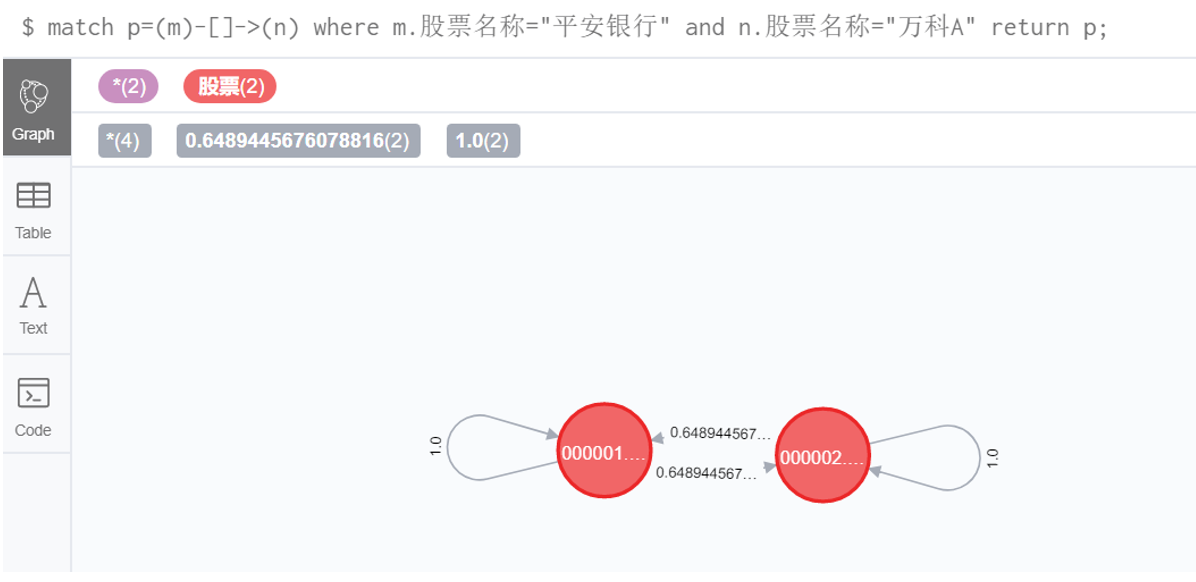 $ match p=(m)-[]->(n) where m.股票名称="平安银行" and n.股票名称="万科A" return p;
*(2) 股票(2)
Graph
*(4) 0.6489445676078816(2) 1.0(2)
Table
Text
Code
1.0
000001....
0.648944567...
0.648944567...
000002....
1.0